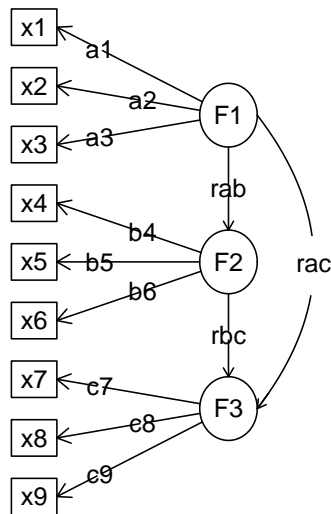 x1
a1
x2
a2
F1
x3
a3
rab
x4
b4
x5
b5
F2
rac
b6
x6
rbc
x7
c7
F3
x8
c8
c9
x9